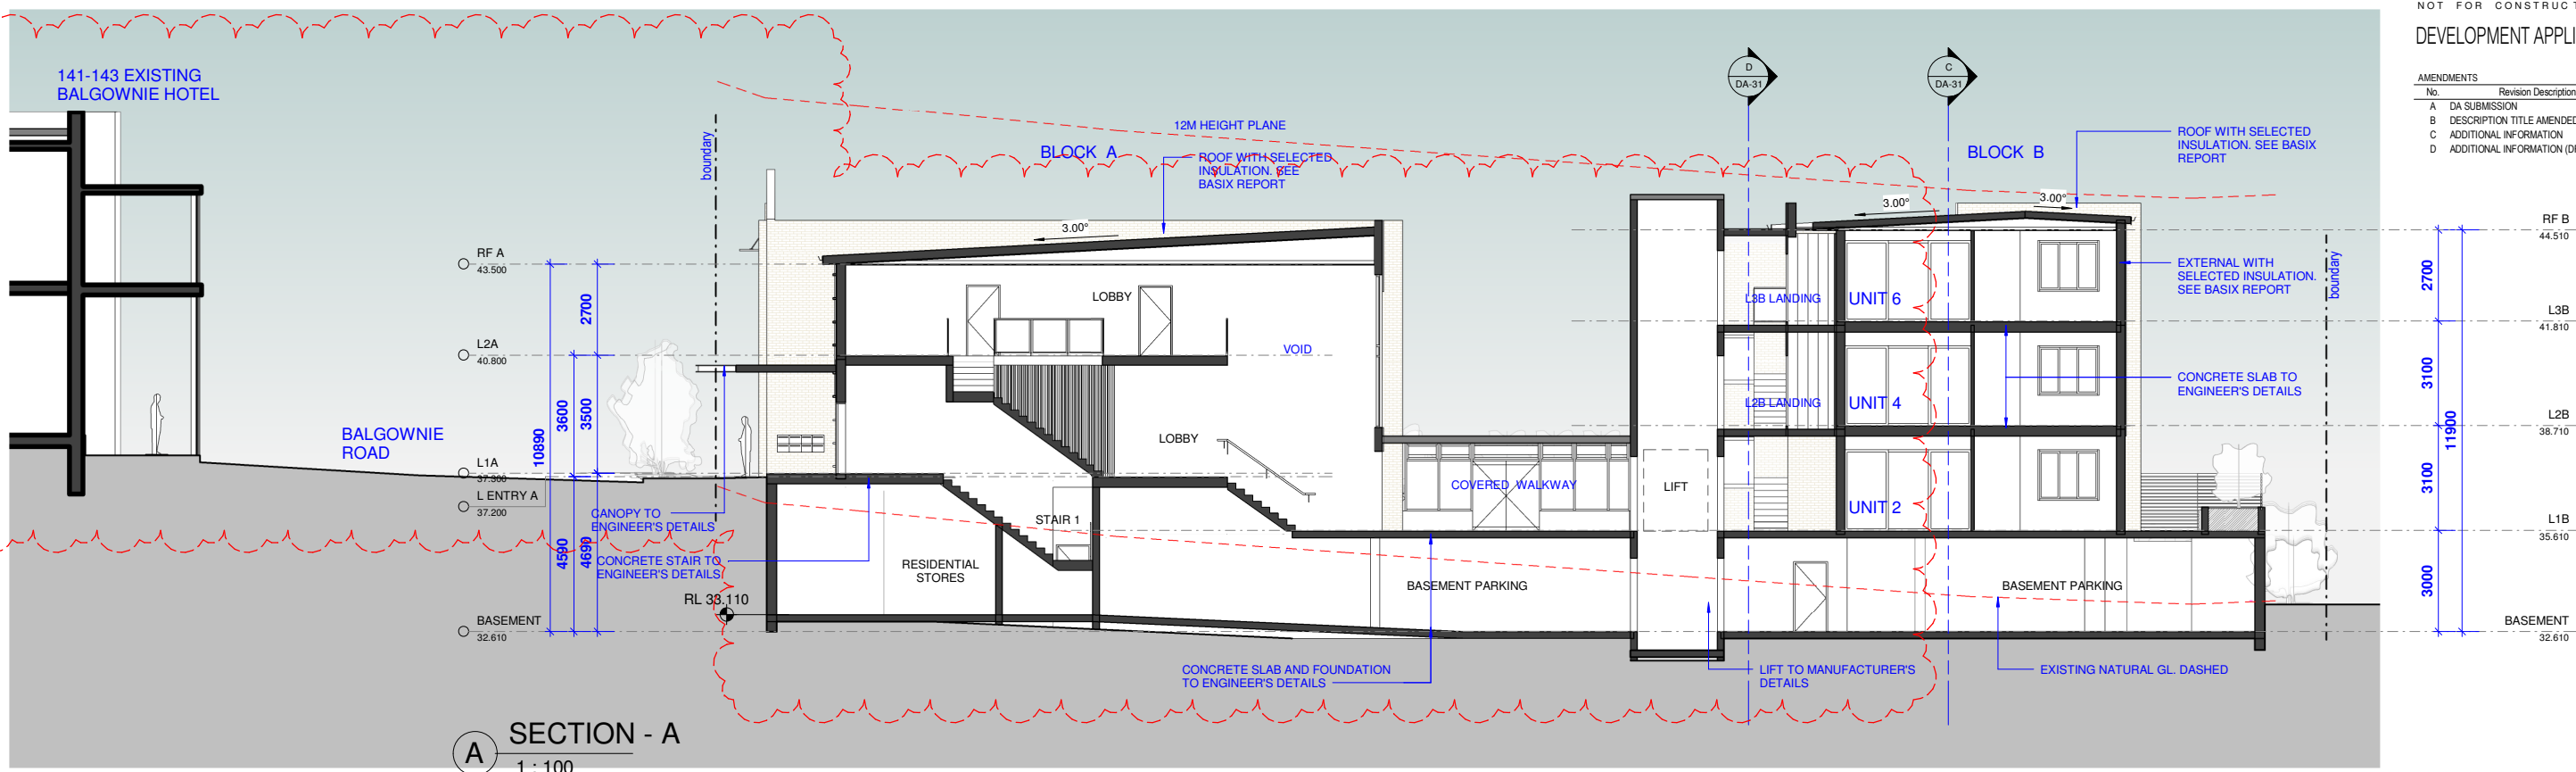 NOT FOR CONSTRUCT
DEVELOPMENT APPLI
AMENDMENTS
No. Revision Description
A DA SUBMISSION
B DESCRIPTION TITLE AMENDED
C ADDITIONAL INFORMATION
D ADDITIONAL INFORMATION (D
141-143 EXISTING
BALGOWNIE HOTEL
boundary
12M HEIGHT PLANE
BLOCK A
ROOF WITH SELECTED
INSULATION. SEE
BASIX REPORT
D
DA-31
C
DA-31
BLOCK B
ROOF WITH SELECTED
INSULATION. SEE BASIX
REPORT
3.00°
3.00°
3.00°
RF A
43.500
RF B
44.510
EXTERNAL WITH
SELECTED INSULATION.
SEE BASIX REPORT
boundary
LOBBY
L3B LANDING
UNIT 6
2700
2700
L3B
41.810
L2A
40.800
VOID
3600
3500
10890
CONCRETE SLAB TO
ENGINEER'S DETAILS
3100
L2B LANDING
UNIT 4
L2B
38.710
11900
BALGOWNIE
ROAD
LOBBY
L1A
37.300
L ENTRY A
37.200
COVERED WALKWAY
LIFT
UNIT 2
3100
CANOPY TO
ENGINEER'S DETAILS
STAIR 1
L1B
35.610
4590
4690
CONCRETE STAIR TO
ENGINEER'S DETAILS
RESIDENTIAL
STORES
BASEMENT PARKING
BASEMENT PARKING
3000
RL 33.110
BASEMENT
32.610
BASEMENT
32.610
CONCRETE SLAB AND FOUNDATION
TO ENGINEER'S DETAILS
LIFT TO MANUFACTURER'S
DETAILS
EXISTING NATURAL GL. DASHED
A
SECTION - A
1 : 100